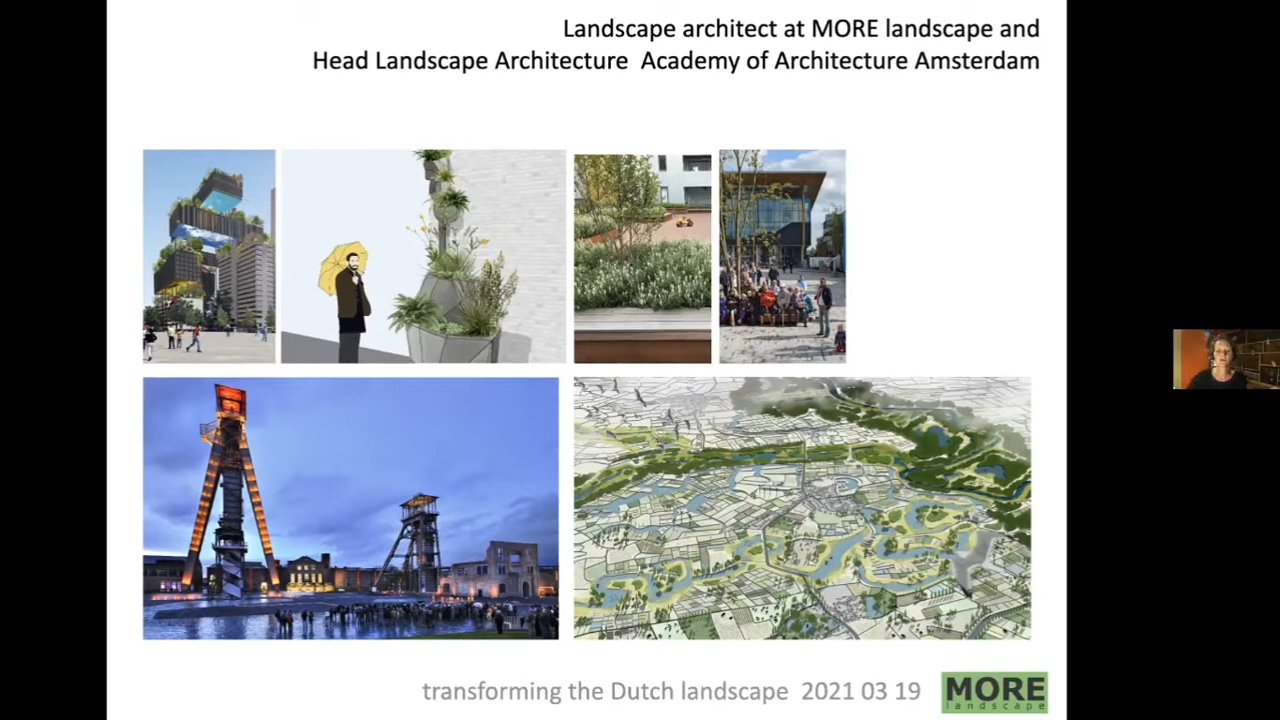 Landscape architect at MORE landscape and
Head Landscape Architecture Academy of Architecture Amsterdam
transforming the Dutch landscape 2021 03 19
MORE
landscape